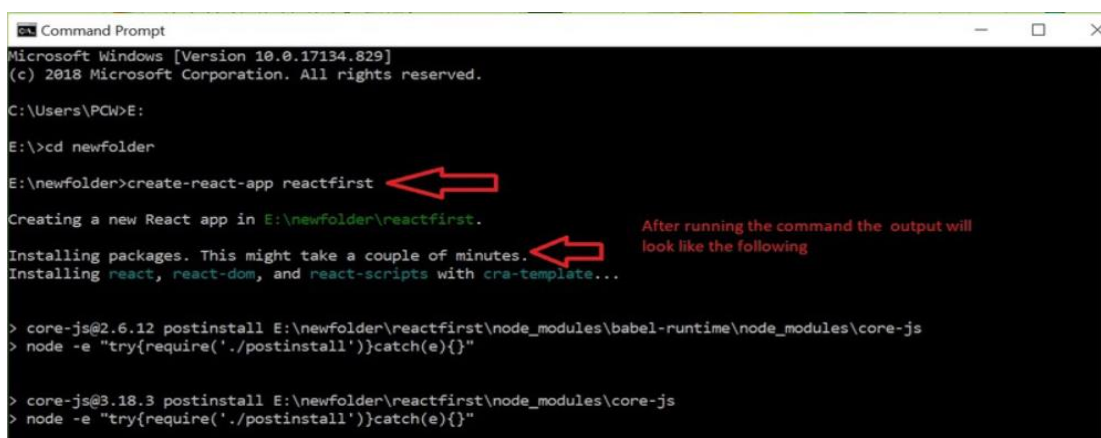 Command Prompt
Microsoft Windows [Version 10.0.17134.829]
(c) 2018 Microsoft Corporation. All rights reserved.
C:\Users\PCW>E:
E:\>cd newfolder
E:\newfolder>create-react-app reactfirst
Creating a new React app in E:\newfolder\reactfirst.
After running the command the output will
look like the following
Installing packages. This might take a couple of minutes.
Installing react, react-dom, and react-scripts with cra-template...
> core-js@2.6.12 postinstall E:\newfolder\reactfirst\node_modules\babel-runtime\node_modules\core-js
> node -e "try{require('./postinstall')}catch(e){}"
> core-js@3.18.3 postinstall E:\newfolder\reactfirst\node_modules\core-js
> node -e "try{require('./postinstall')}catch(e){}"